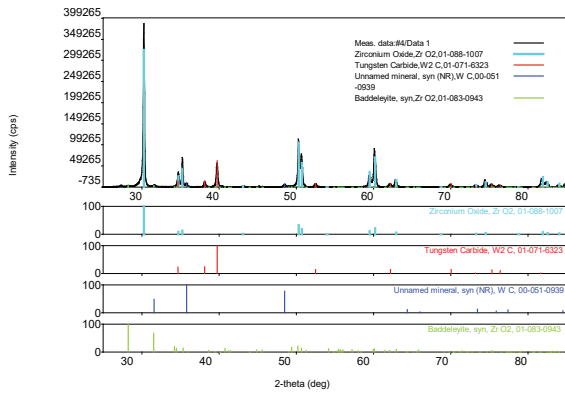 399265
349265
299265
249265
199265
149265
99265
49265
-735
Intensity (cps)
Meas. data:#4/Data 1
Zirconium Oxide,Zr O2,01-088-1007
Tungsten Carbide,W2 C,01-071-6323
Unnamed mineral, syn (NR),W C,00-051
-0939
Baddeleyite, syn,Zr O2,01-083-0943
30 40 50 60 70 80
100
0
Zirconium Oxide, Zr O2, 01-088-1007
100
0
Tungsten Carbide, W2 C, 01-071-6323
100
0
Unnamed mineral, syn (NR), W C, 00-051-0939
100
0
Baddeleyite, syn, Zr O2, 01-083-0943
30 40 50 60 70 80
2-theta (deg)